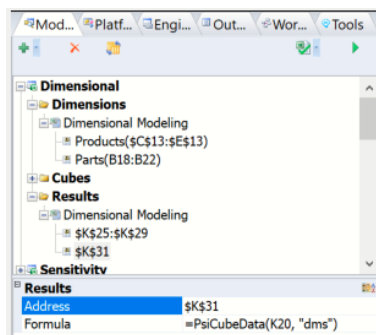 Mod... Platf... Engi... Out... Wor... Tools
Dimensional
Dimensions
Dimensional Modeling
Products($C$13:$E$13)
Parts(B18:B22)
Cubes
Results
Dimensional Modeling
$K$25:$K$29
$K$31
Sensitivity
Results
Address $K$31
Formula =PsiCubeData(K20, "dms")